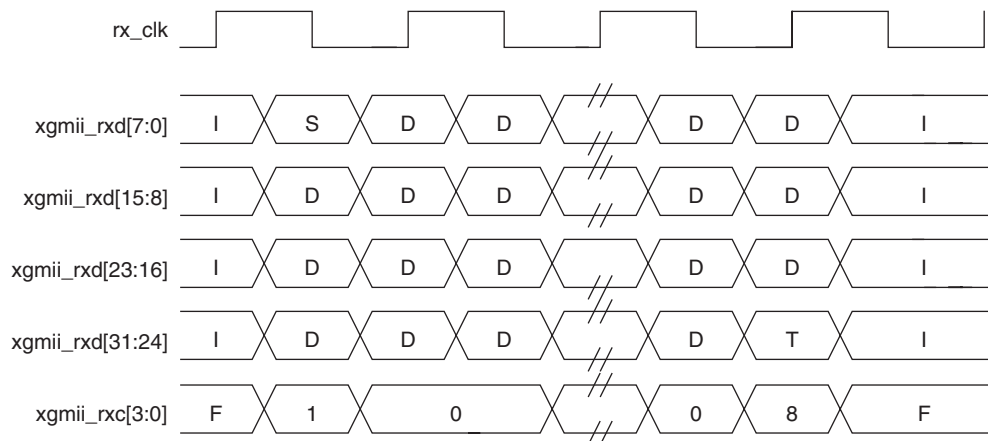 rx_clk
xgmii_rxd[7:0] I S D D D D I
xgmii_rxd[15:8] I D D D D D I
xgmii_rxd[23:16] I D D D D D I
xgmii_rxd[31:24] I D D D D T I
xgmii_rxc[3:0] F 1 0 0 8 F